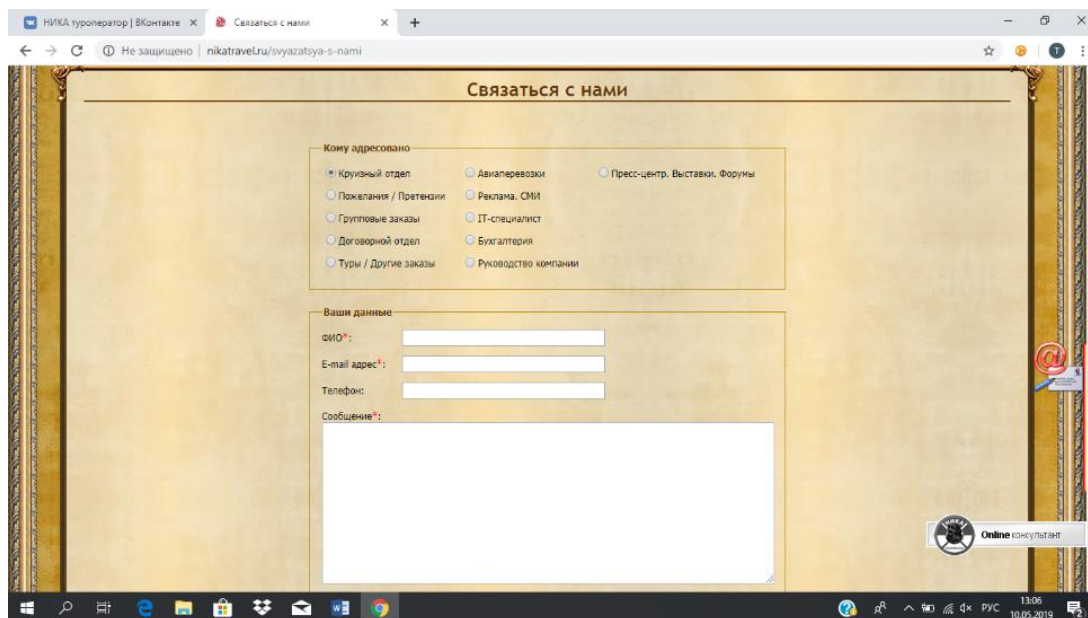 НИКА туроператор | ВКонтакте
Связаться с нами
Не защищено | nikatravel.ru/svyazatsya-s-nami
T
Связаться с нами
Кому адресовано
Круизный отдел Авиаперевозки Пресс-центр. Выставки. Форумы
Пожелания / Претензии Реклама. СМИ
Групповые заказы IT-специалист
Договорной отдел Бухгалтерия
Туры / Другие заказы Руководство компании
Ваши данные
ФИО*:
E-mail адрес*:
Телефон:
Сообщение*:
НИКА
Online консультант
РУС
13:06
10.05.2019
2